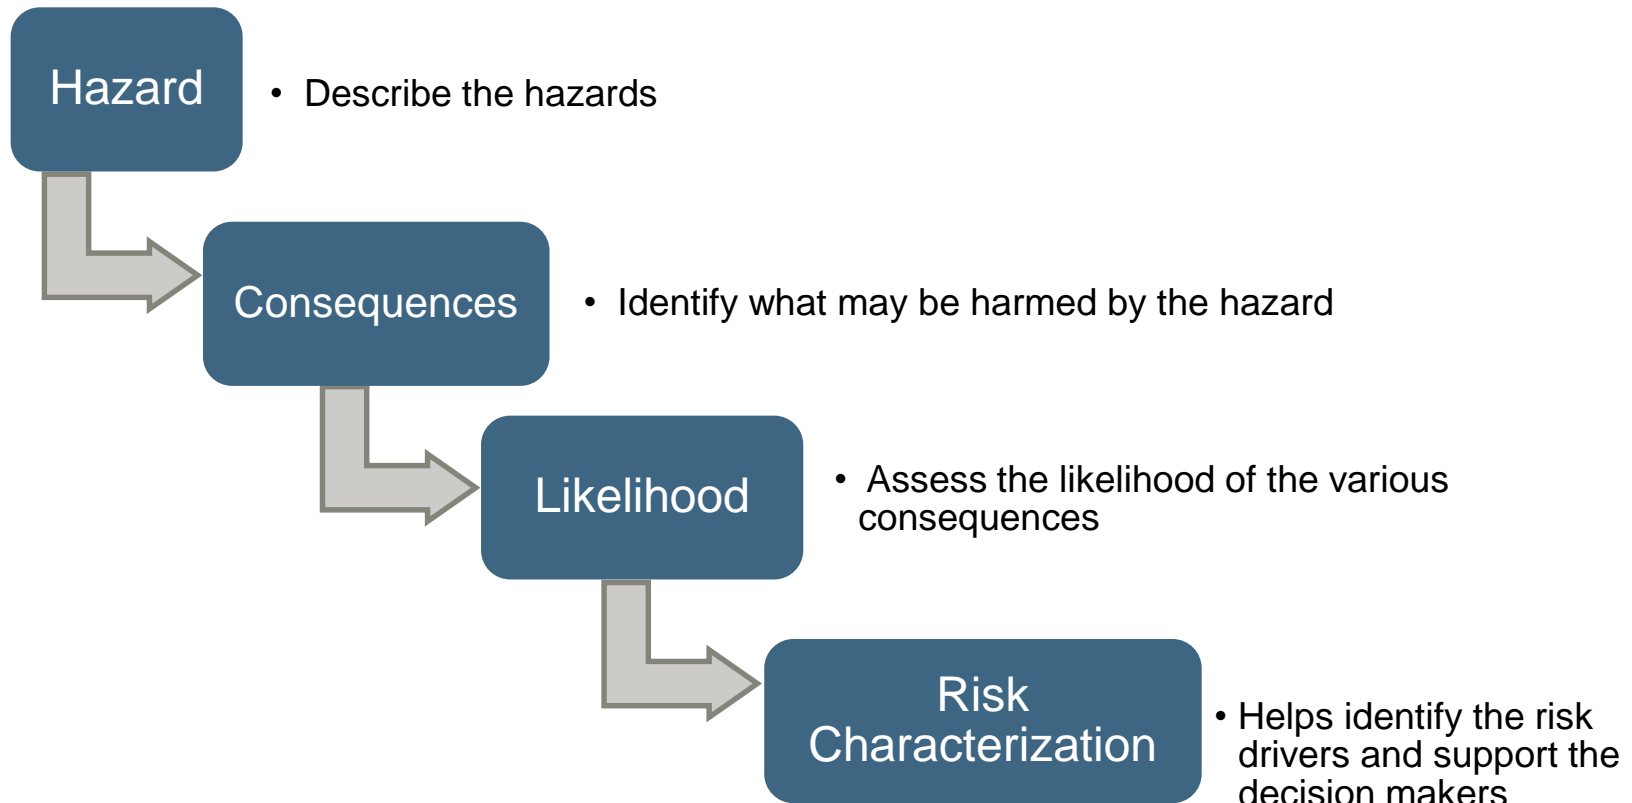 Hazard
• Describe the hazards
Consequences
• Identify what may be harmed by the hazard
Likelihood
• Assess the likelihood of the various
consequences
Risk
Characterization
• Helps identify the risk
drivers and support the
decision makers